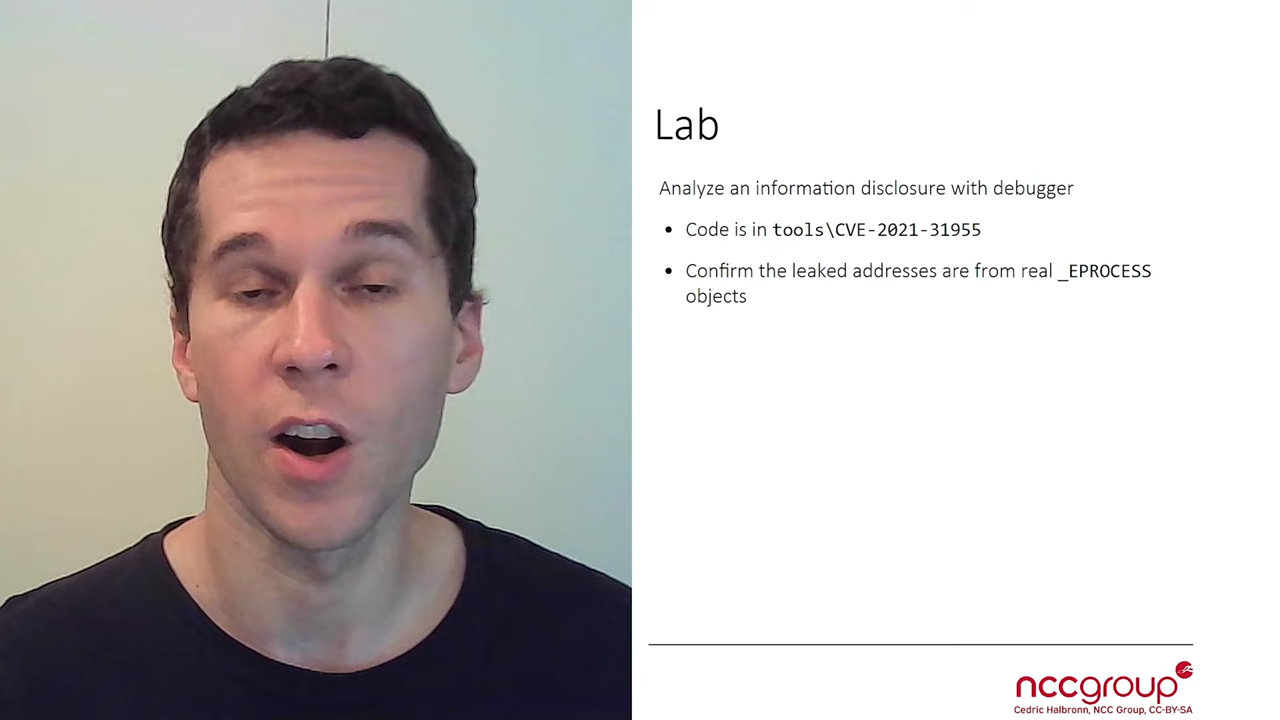 Lab
Analyze an information disclosure with debugger
• Code is in tools\CVE-2021-31955
• Confirm the leaked addresses are from real _EPROCESS
objects
nccgroup
Cedric Halbronn, NCC Group, CC-BY-SA